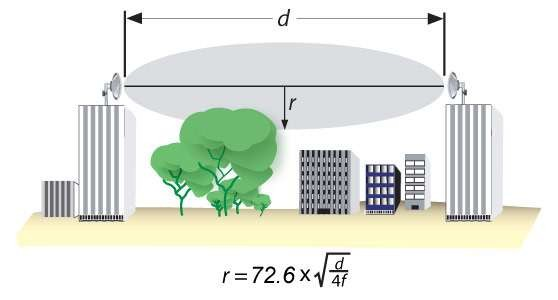 d
r
r = 72.6 x √d/4f